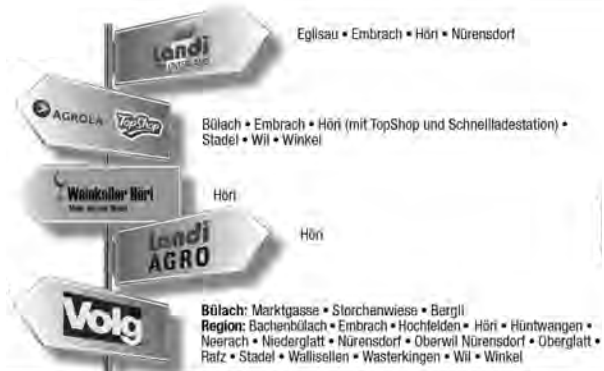 Landi
UNTERLAND
Eglisau • Embrach • Höri • Nürensdorf
AGROLA TopShop
Bülach • Embrach • Höri (mit TopShop und Schnellladestation) •
Stadel • Wil • Winkel
Weinkeller Höri
Höri
Landi
AGRO
Höri
Volg
Bülach: Marktgasse • Storchenwiese • Bergli
Region: Bachenbülach • Embrach • Hochfelden • Höri • Hüntwangen •
Neerach • Niederglatt • Nürensdorf • Oberwil Nürensdorf • Oberglatt •
Rafz • Stadel • Wallisellen • Wasterkingen • Wil • Winkel